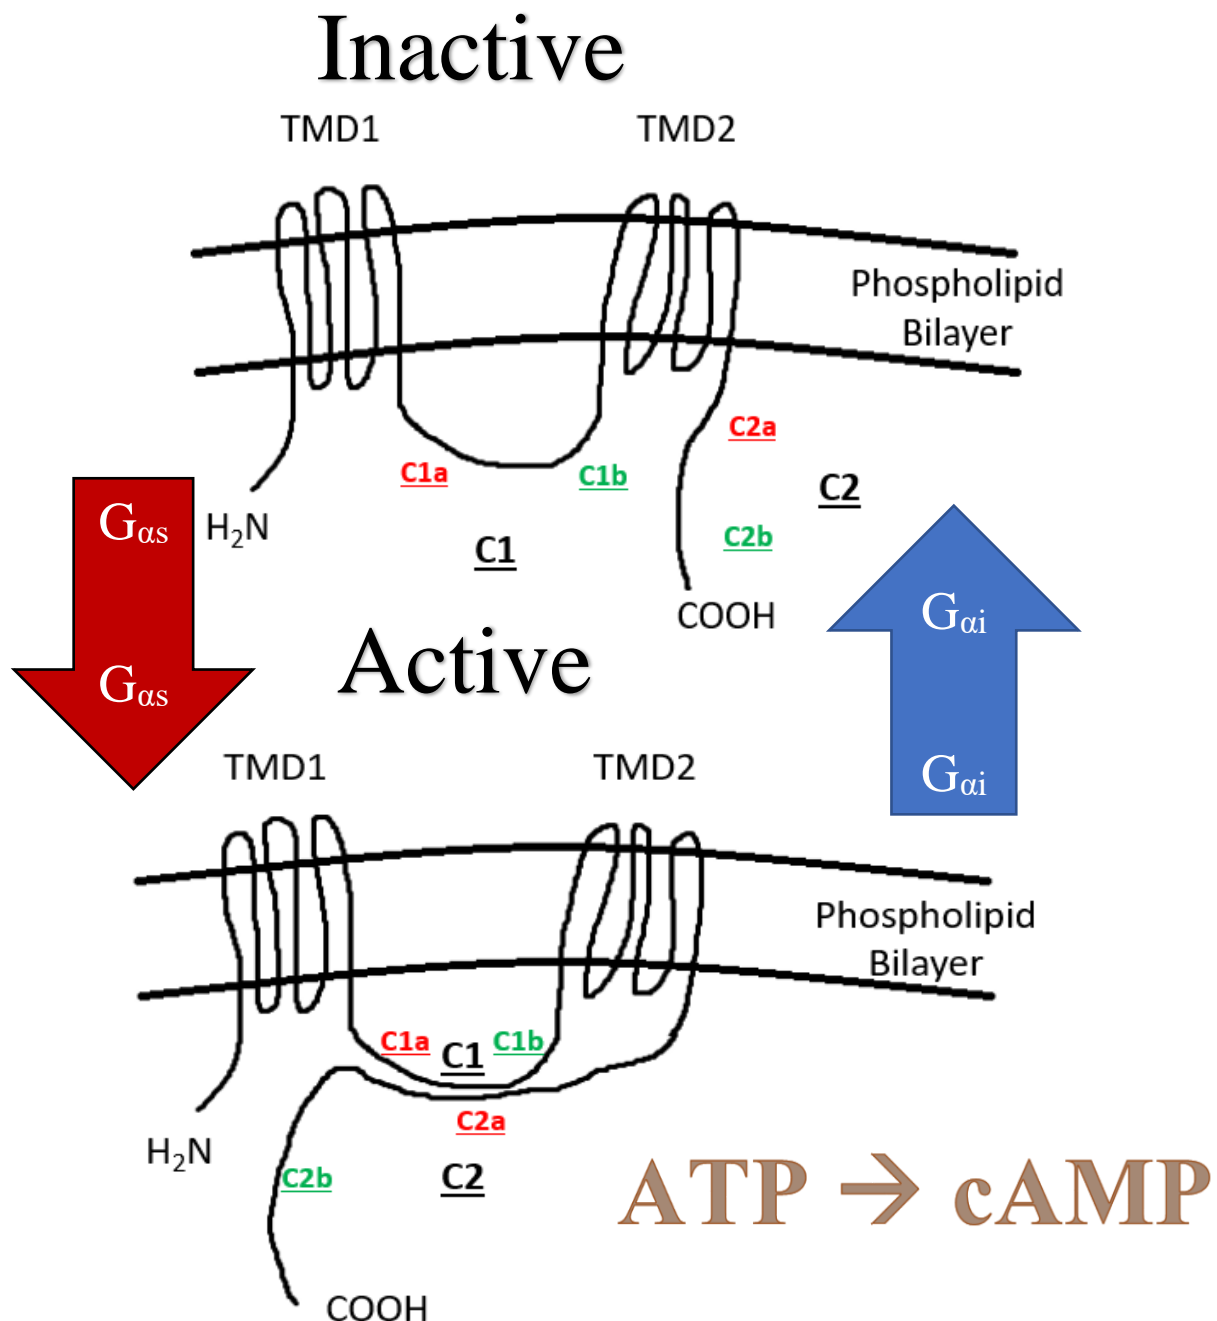 Inactive
TMD1
TMD2
Phospholipid
Bilayer
C1a
C1b
C2a
C2
C2b
C1
H₂N
COOH
Gαs
Gαs
Gαi
Gαi
Active
TMD1
TMD2
Phospholipid
Bilayer
C1a
C1
C1b
C2a
C2b
C2
H₂N
ATP → cAMP
COOH